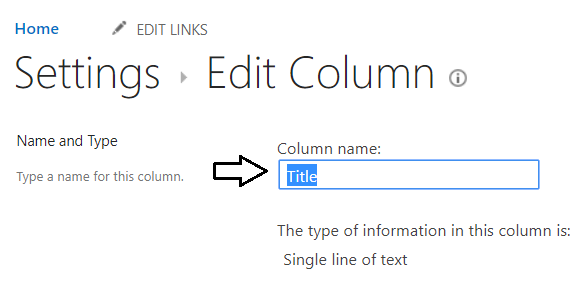 Home EDIT LINKS
Settings ▸ Edit Column
Name and Type
Column name:
Type a name for this column.
Title
The type of information in this column is:
Single line of text